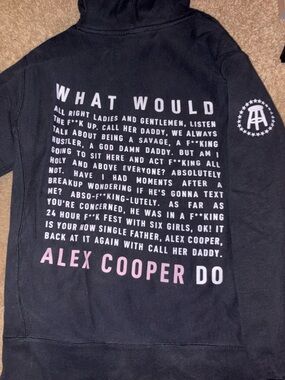 WHAT WOULD
ALL RIGHT LADIES AND GENTLEMEN, LISTEN
THE F**K UP. CALL HER DADDY, WE ALWAYS
TALK ABOUT BEING A SAVAGE, A F**KING
HUSTLER, A GOD DAMN DADDY. BUT AM I
GOING TO SIT HERE AND ACT F**KING ALL
HOLY AND ABOVE EVERYONE? ABSOLUTELY
NOT. HAVE I HAD MOMENTS AFTER A
BREAKUP WONDERING IF HE'S GONNA TEXT
ME? ABSO-F**KING-LUTELY. AS FAR AS
YOU'RE CONCERNED, HE WAS IN A F**KING
24 HOUR F**K FEST WITH SIX GIRLS, OK! IT
IS YOUR NOW SINGLE FATHER, ALEX COOPER,
BACK AT IT AGAIN WITH CALL HER DADDY.
ALEX COOPER DO